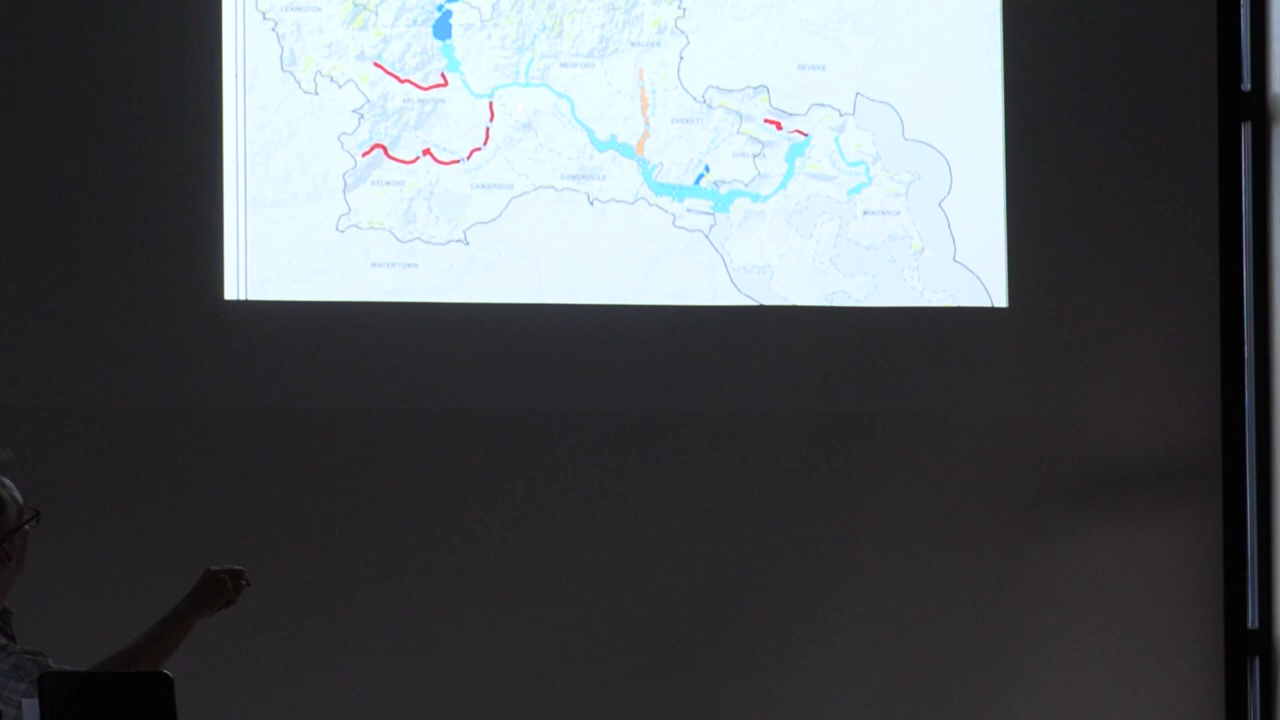 LEXINGTON
MALDEN
MEDFORD
REVERE
ARLINGTON
EVERETT
CHELSEA
BELMONT
CAMBRIDGE
SOMERVILLE
WINTHROP
WATERTOWN